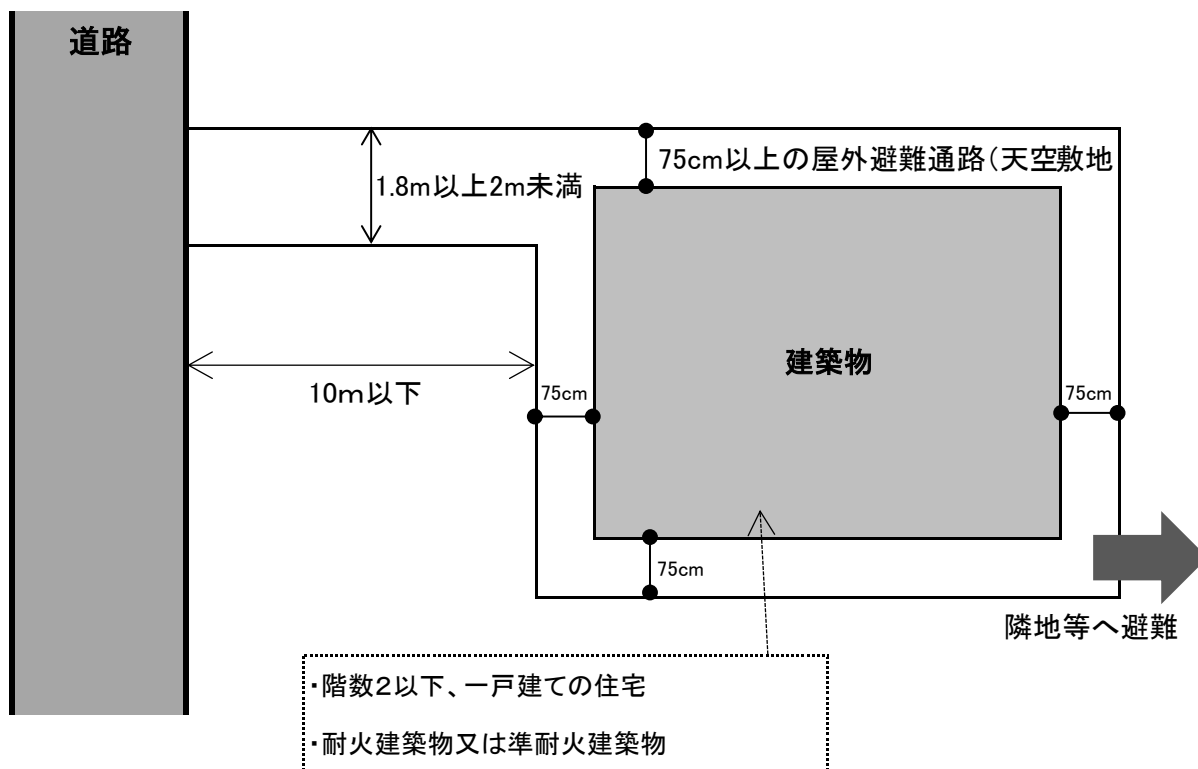 道路
75cm以上の屋外避難通路(天空敷地
1.8m以上2m未満
建築物
10m以下
75cm
75cm
75cm
隣地等へ避難
・階数2以下、一戸建ての住宅
・耐火建築物又は準耐火建築物